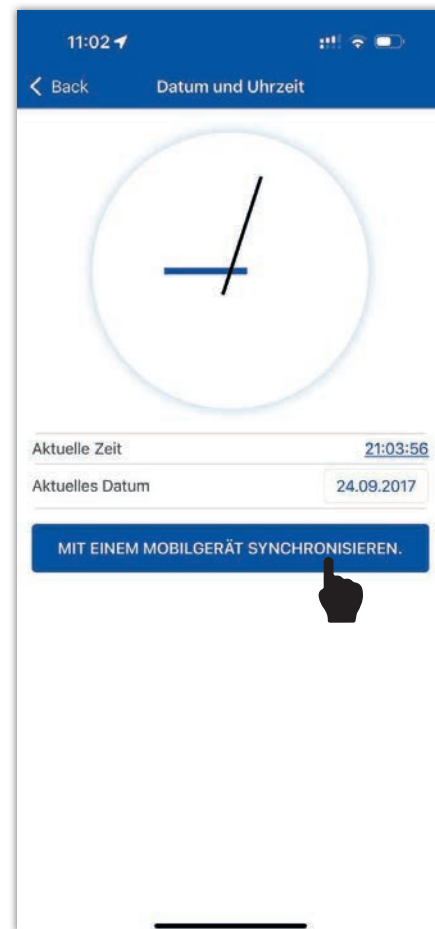 11:02
Back Datum und Uhrzeit
Aktuelle Zeit 21:03:56
Aktuelles Datum 24.09.2017
MIT EINEM MOBILGERÄT SYNCHRONISIEREN.